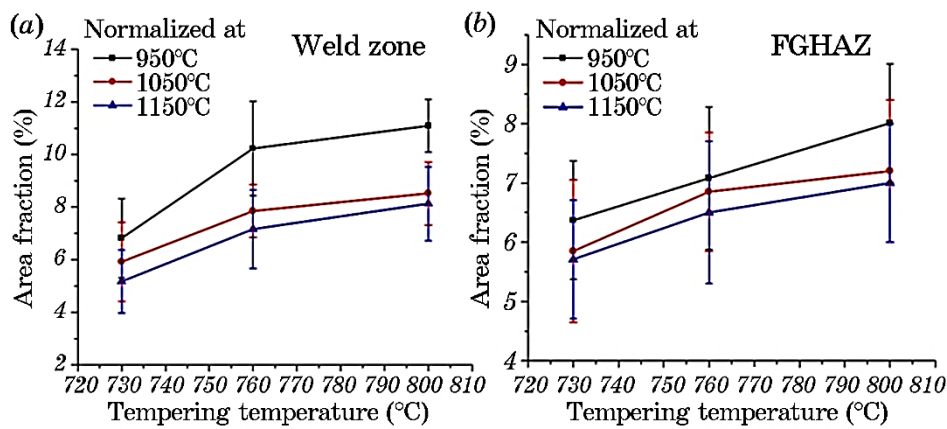 (a)
Normalized at
950°C
1050°C
1150°C
Weld zone
Area fraction (%)
14
12
10
8
6
4
2
720 730 740 750 760 770 780 790 800 810
Tempering temperature (°C)
(b)
Normalized at
950°C
1050°C
1150°C
FGHAZ
Area fraction (%)
9
8
7
6
5
4
720 730 740 750 760 770 780 790 800 810
Tempering temperature (°C)